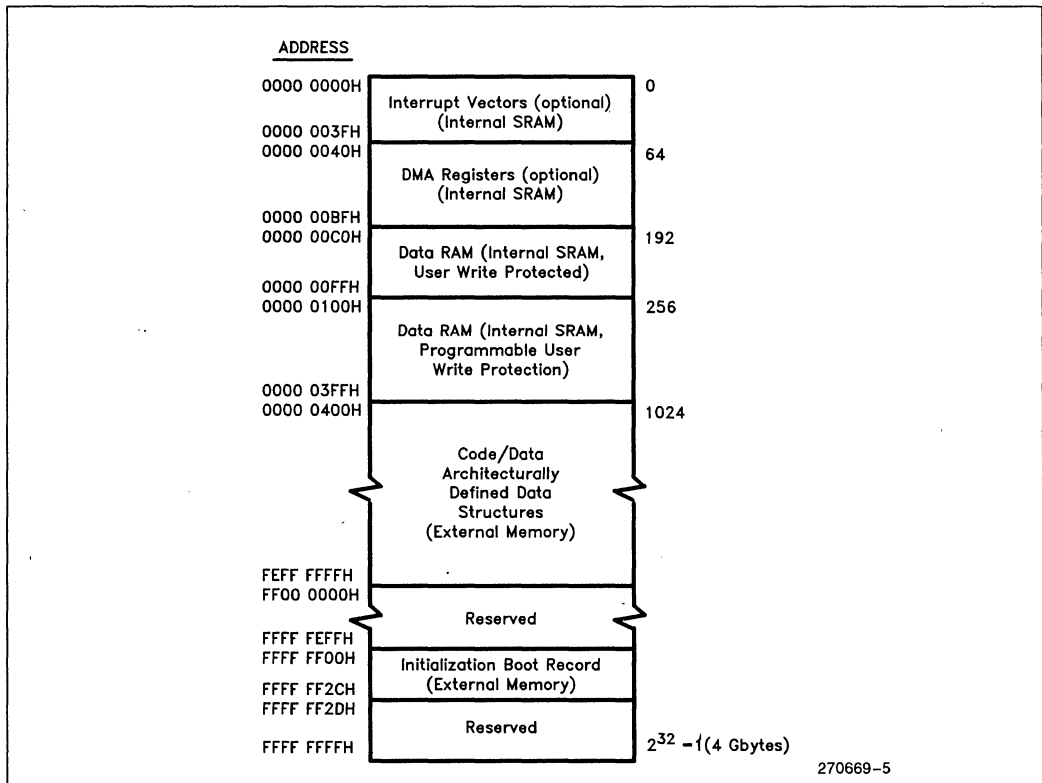 ADDRESS
0000 0000H
0
Interrupt Vectors (optional)
(Internal SRAM)
0000 003FH
0000 0040H
64
DMA Registers (optional)
(Internal SRAM)
0000 00BFH
0000 00C0H
192
Data RAM (Internal SRAM,
User Write Protected)
0000 00FFH
0000 0100H
256
Data RAM (Internal SRAM,
Programmable User
Write Protection)
0000 03FFH
0000 0400H
1024
Code/Data
Architecturally
Defined Data
Structures
(External Memory)
FEFF FFFFH
FF00 0000H
Reserved
FFFF FEFFH
FFFF FF00H
Initialization Boot Record
(External Memory)
FFFF FF2CH
FFFF FF2DH
Reserved
FFFF FFFFH
2³² -1(4 Gbytes)
270669-5